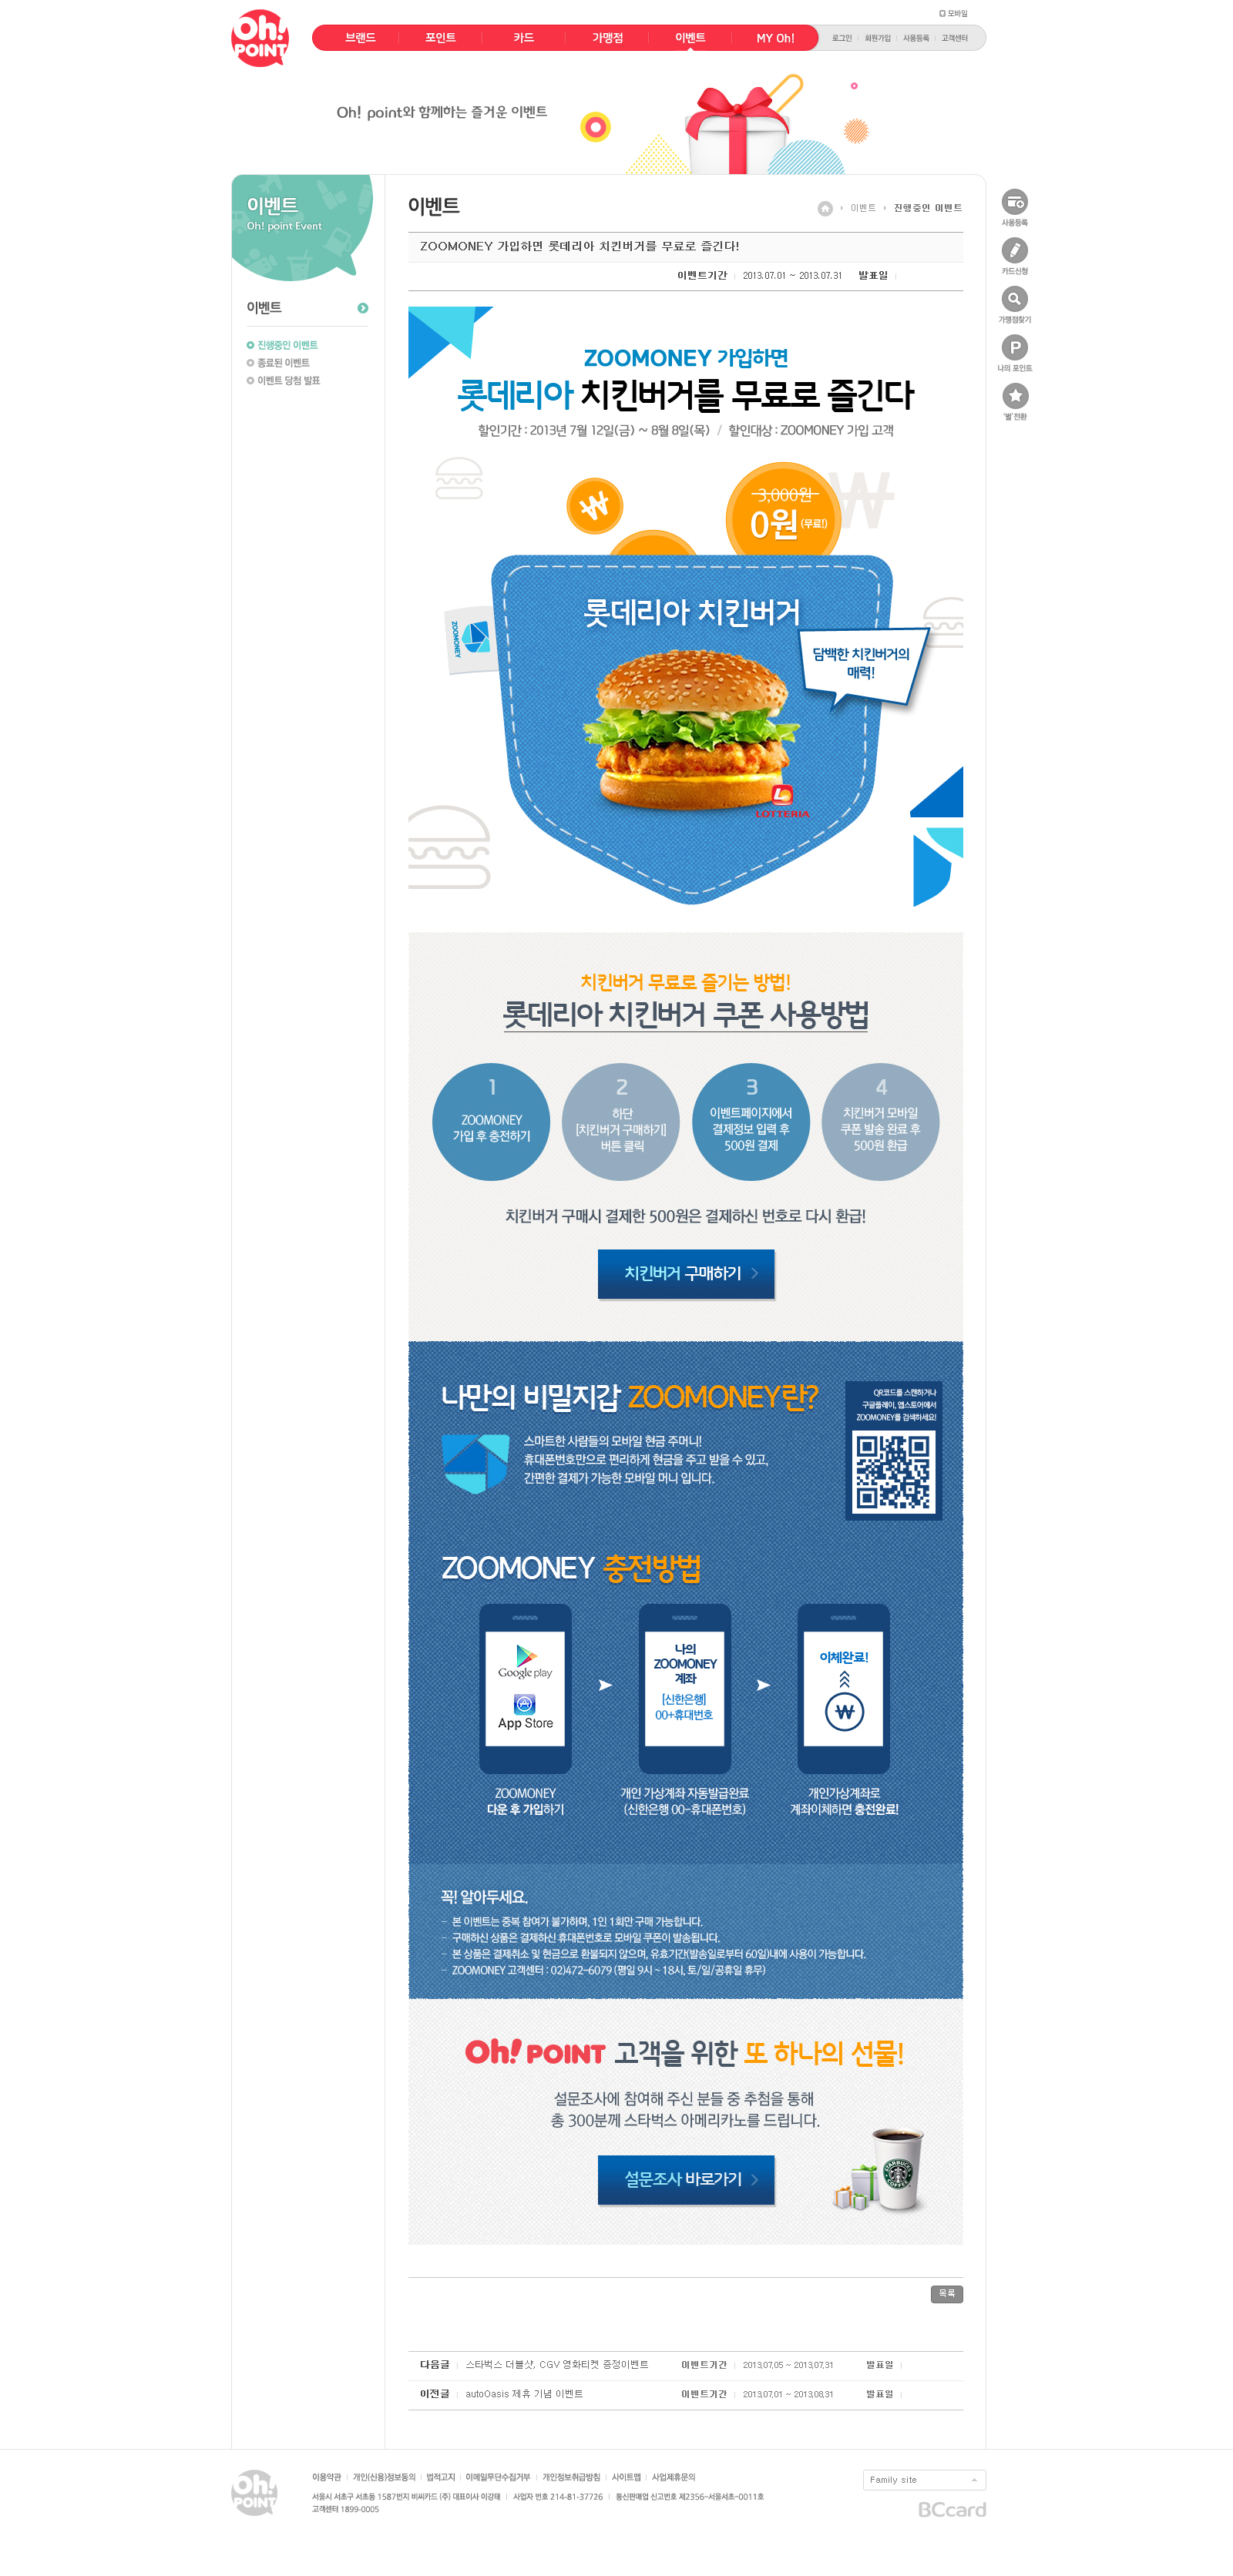 Oh! POINT
모바일
브랜드 포인트 카드 가맹점 이벤트 MY Oh! 로그인 회원가입 사용등록 고객센터
Oh! point와 함께하는 즐거운 이벤트
이벤트
Oh! point Event
이벤트
진행중인 이벤트
종료된 이벤트
이벤트 당첨 발표
이벤트
이벤트 진행중인 이벤트
ZOOMONEY 가입하면 롯데리아 치킨버거를 무료로 즐긴다!
이벤트기간 2013.07.01 ~ 2013.07.31 발표일
사용등록
카드신청
가맹점찾기
P
나의 포인트
'별'전환
ZOOMONEY 가입하면
롯데리아 치킨버거를 무료로 즐긴다
할인기간 : 2013년 7월 12일(금) ~ 8월 8일(목) / 할인대상 : ZOOMONEY 가입 고객
3,000원
0원(무료!)
롯데리아 치킨버거
ZOOMONEY
담백한 치킨버거의
매력!
LOTTERIA
치킨버거 무료로 즐기는 방법!
롯데리아 치킨버거 쿠폰 사용방법
1
ZOOMONEY
가입 후 충전하기
2
하단
[치킨버거 구매하기]
버튼 클릭
3
이벤트페이지에서
결제정보 입력 후
500원 결제
4
치킨버거 모바일
쿠폰 발송 완료 후
500원 환급
치킨버거 구매시 결제한 500원은 결제하신 번호로 다시 환급!
치킨버거 구매하기
나만의 비밀지갑 ZOOMONEY란?
스마트한 사람들의 모바일 현금 주머니!
휴대폰번호만으로 편리하게 현금을 주고 받을 수 있고,
간편한 결제가 가능한 모바일 머니 입니다.
QR코드를 스캔하거나
구글플레이, 앱스토어에서
ZOOMONEY를 검색하세요!
ZOOMONEY 충전방법
Google play
App Store
나의
ZOOMONEY
계좌
[신한은행]
00+휴대번호
이체완료!
ZOOMONEY
다운 후 가입하기
개인 가상계좌 자동발급완료
(신한은행 00-휴대폰번호)
개인가상계좌로
계좌이체하면 충전완료!
꼭! 알아두세요.
- 본 이벤트는 중복 참여가 불가하며, 1인 1회만 구매 가능합니다.
- 구매하신 상품은 결제하신 휴대폰번호로 모바일 쿠폰이 발송됩니다.
- 본 상품은 결제취소 및 현금으로 환불되지 않으며, 유효기간(발송일로부터 60일)내에 사용이 가능합니다.
- ZOOMONEY 고객센터 : 02)472-6079 (평일 9시 ~ 18시, 토/일/공휴일 휴무)
Oh! POINT 고객을 위한 또 하나의 선물!
설문조사에 참여해 주신 분들 중 추첨을 통해
총 300분께 스타벅스 아메리카노를 드립니다.
설문조사 바로가기
STARBUCKS COFFEE
목록
다음글 스타벅스 더블샷, CGV 영화티켓 증정이벤트 이벤트기간 2013.07.05 ~ 2013.07.31 발표일
이전글 autoOasis 제휴 기념 이벤트 이벤트기간 2013.07.01 ~ 2013.08.31 발표일
Oh! POINT
이용약관 개인(신용)정보동의 법적고지 이메일무단수집거부 개인정보취급방침 사이트맵 사업제휴문의
서울시 서초구 서초동 1587번지 비씨카드 (주) 대표이사 이강태 사업자 번호 214-81-37726 통신판매업 신고번호 제2356-서울서초-0011호
고객센터 1899-0005
Family site
BCcard